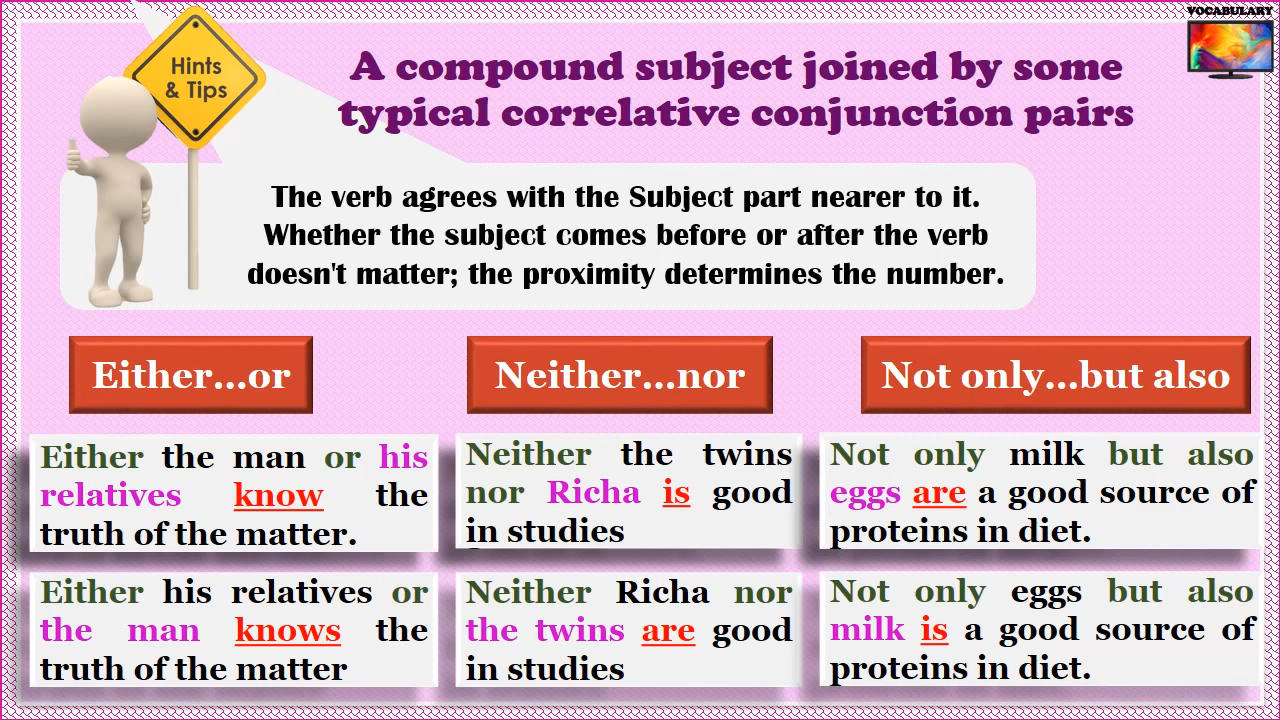 VOCABULARY
Hints
& Tips
A compound subject joined by some
typical correlative conjunction pairs
The verb agrees with the Subject part nearer to it.
Whether the subject comes before or after the verb
doesn't matter; the proximity determines the number.
Either...or
Neither...nor
Not only...but also
Either the man or his
relatives know the
truth of the matter.
Neither the twins
nor Richa is good
in studies
Not only milk but also
eggs are a good source of
proteins in diet.
Either his relatives or
the man knows the
truth of the matter
Neither Richa nor
the twins are good
in studies
Not only eggs but also
milk is a good source of
proteins in diet.